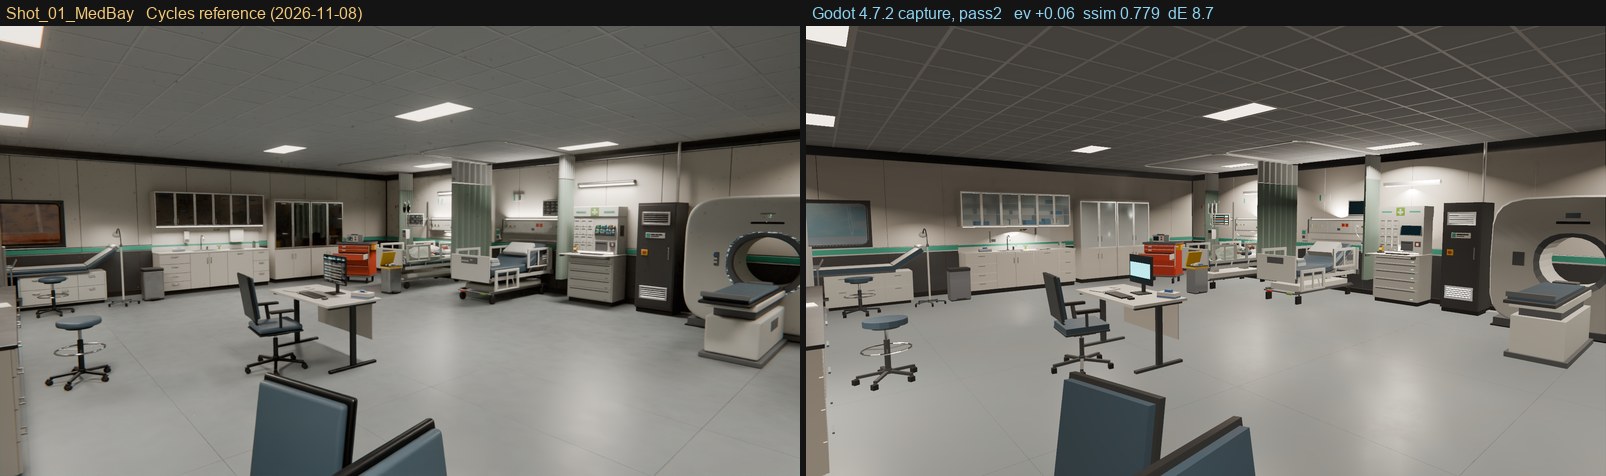 Shot_01_MedBay Cycles reference (2026-11-08)
Godot 4.7.2 capture, pass2 ev +0.06 ssim 0.779 dE 8.7